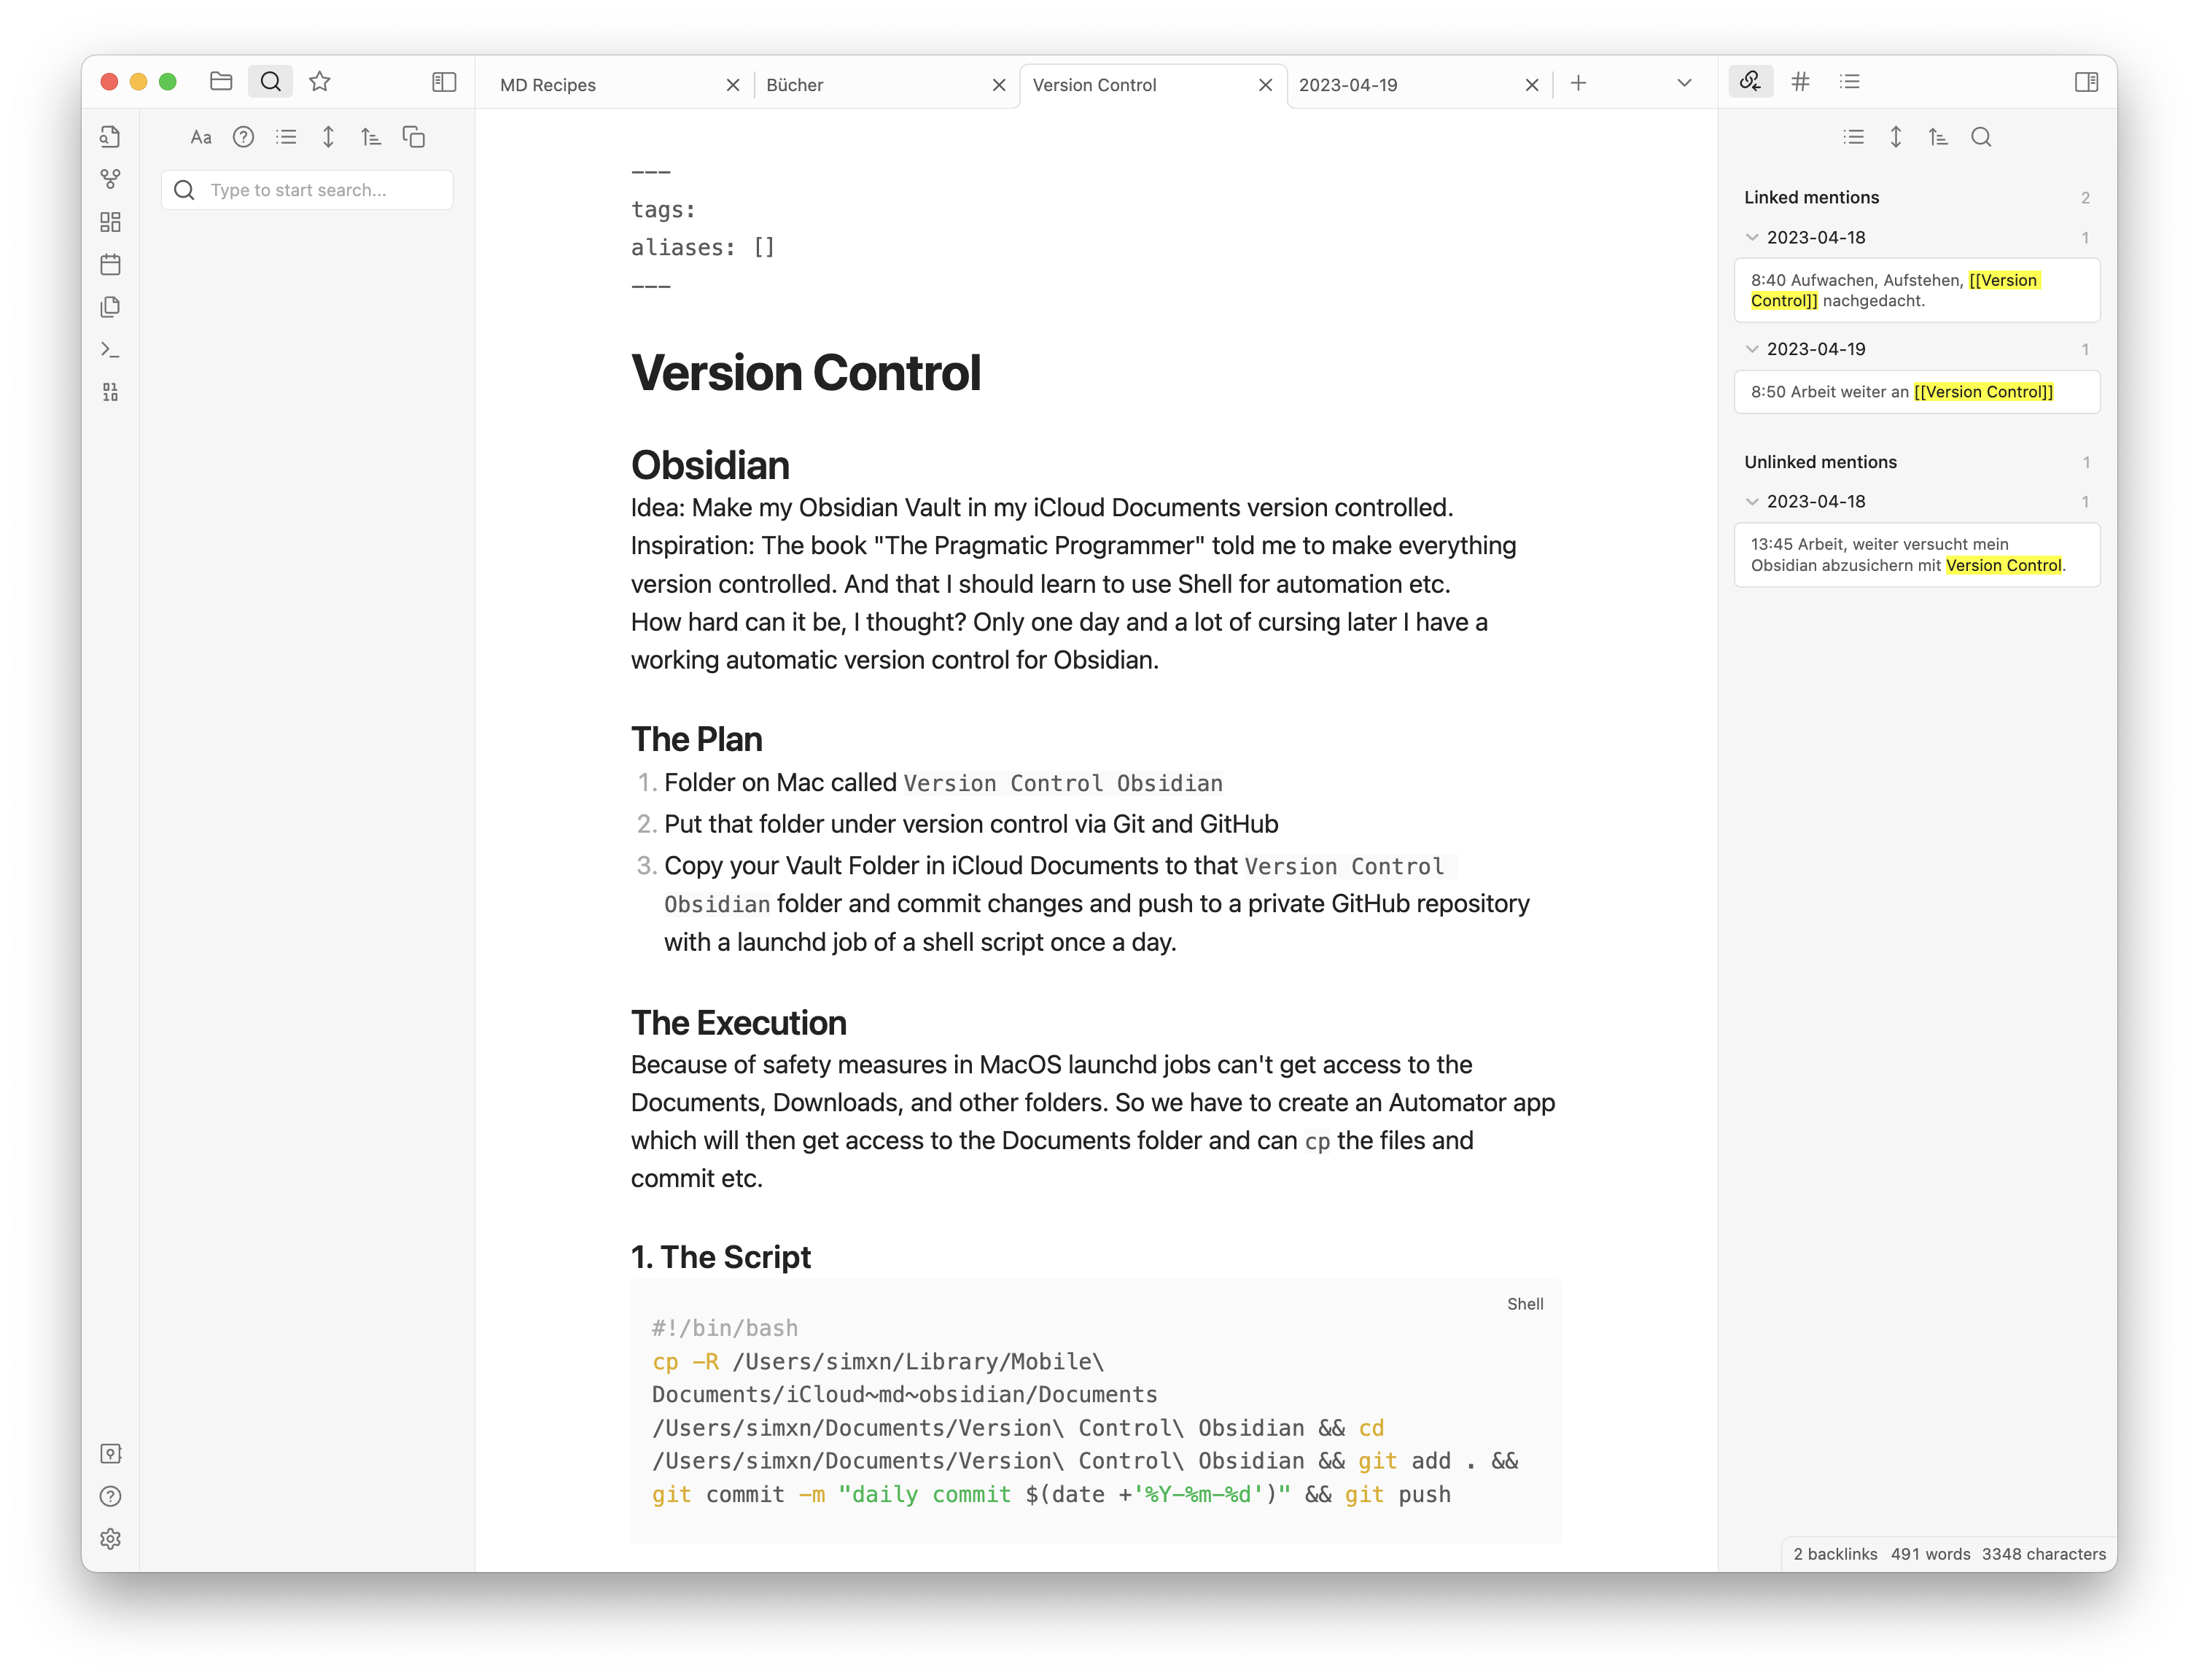 MD Recipes
Bücher
Version Control
2023-04-19
Aa
Type to start search...
---
tags:
aliases: []
---
Version Control
Obsidian
Idea: Make my Obsidian Vault in my iCloud Documents version controlled.
Inspiration: The book "The Pragmatic Programmer" told me to make everything
version controlled. And that I should learn to use Shell for automation etc.
How hard can it be, I thought? Only one day and a lot of cursing later I have a
working automatic version control for Obsidian.
The Plan
1. Folder on Mac called Version Control Obsidian
2. Put that folder under version control via Git and GitHub
3. Copy your Vault Folder in iCloud Documents to that Version Control
Obsidian folder and commit changes and push to a private GitHub repository
with a launchd job of a shell script once a day.
The Execution
Because of safety measures in MacOS launchd jobs can't get access to the
Documents, Downloads, and other folders. So we have to create an Automator app
which will then get access to the Documents folder and can cp the files and
commit etc.
1. The Script
Shell
#!/bin/bash
cp -R /Users/simxn/Library/Mobile\
Documents/iCloud~md~obsidian/Documents
/Users/simxn/Documents/Version\ Control\ Obsidian && cd
/Users/simxn/Documents/Version\ Control\ Obsidian && git add . &&
git commit -m "daily commit $(date +'%Y-%m-%d')" && git push
Linked mentions 2
2023-04-18 1
8:40 Aufwachen, Aufstehen, [[Version
Control]] nachgedacht.
2023-04-19 1
8:50 Arbeit weiter an [[Version Control]]
Unlinked mentions 1
2023-04-18 1
13:45 Arbeit, weiter versucht mein
Obsidian abzusichern mit Version Control.
2 backlinks 491 words 3348 characters